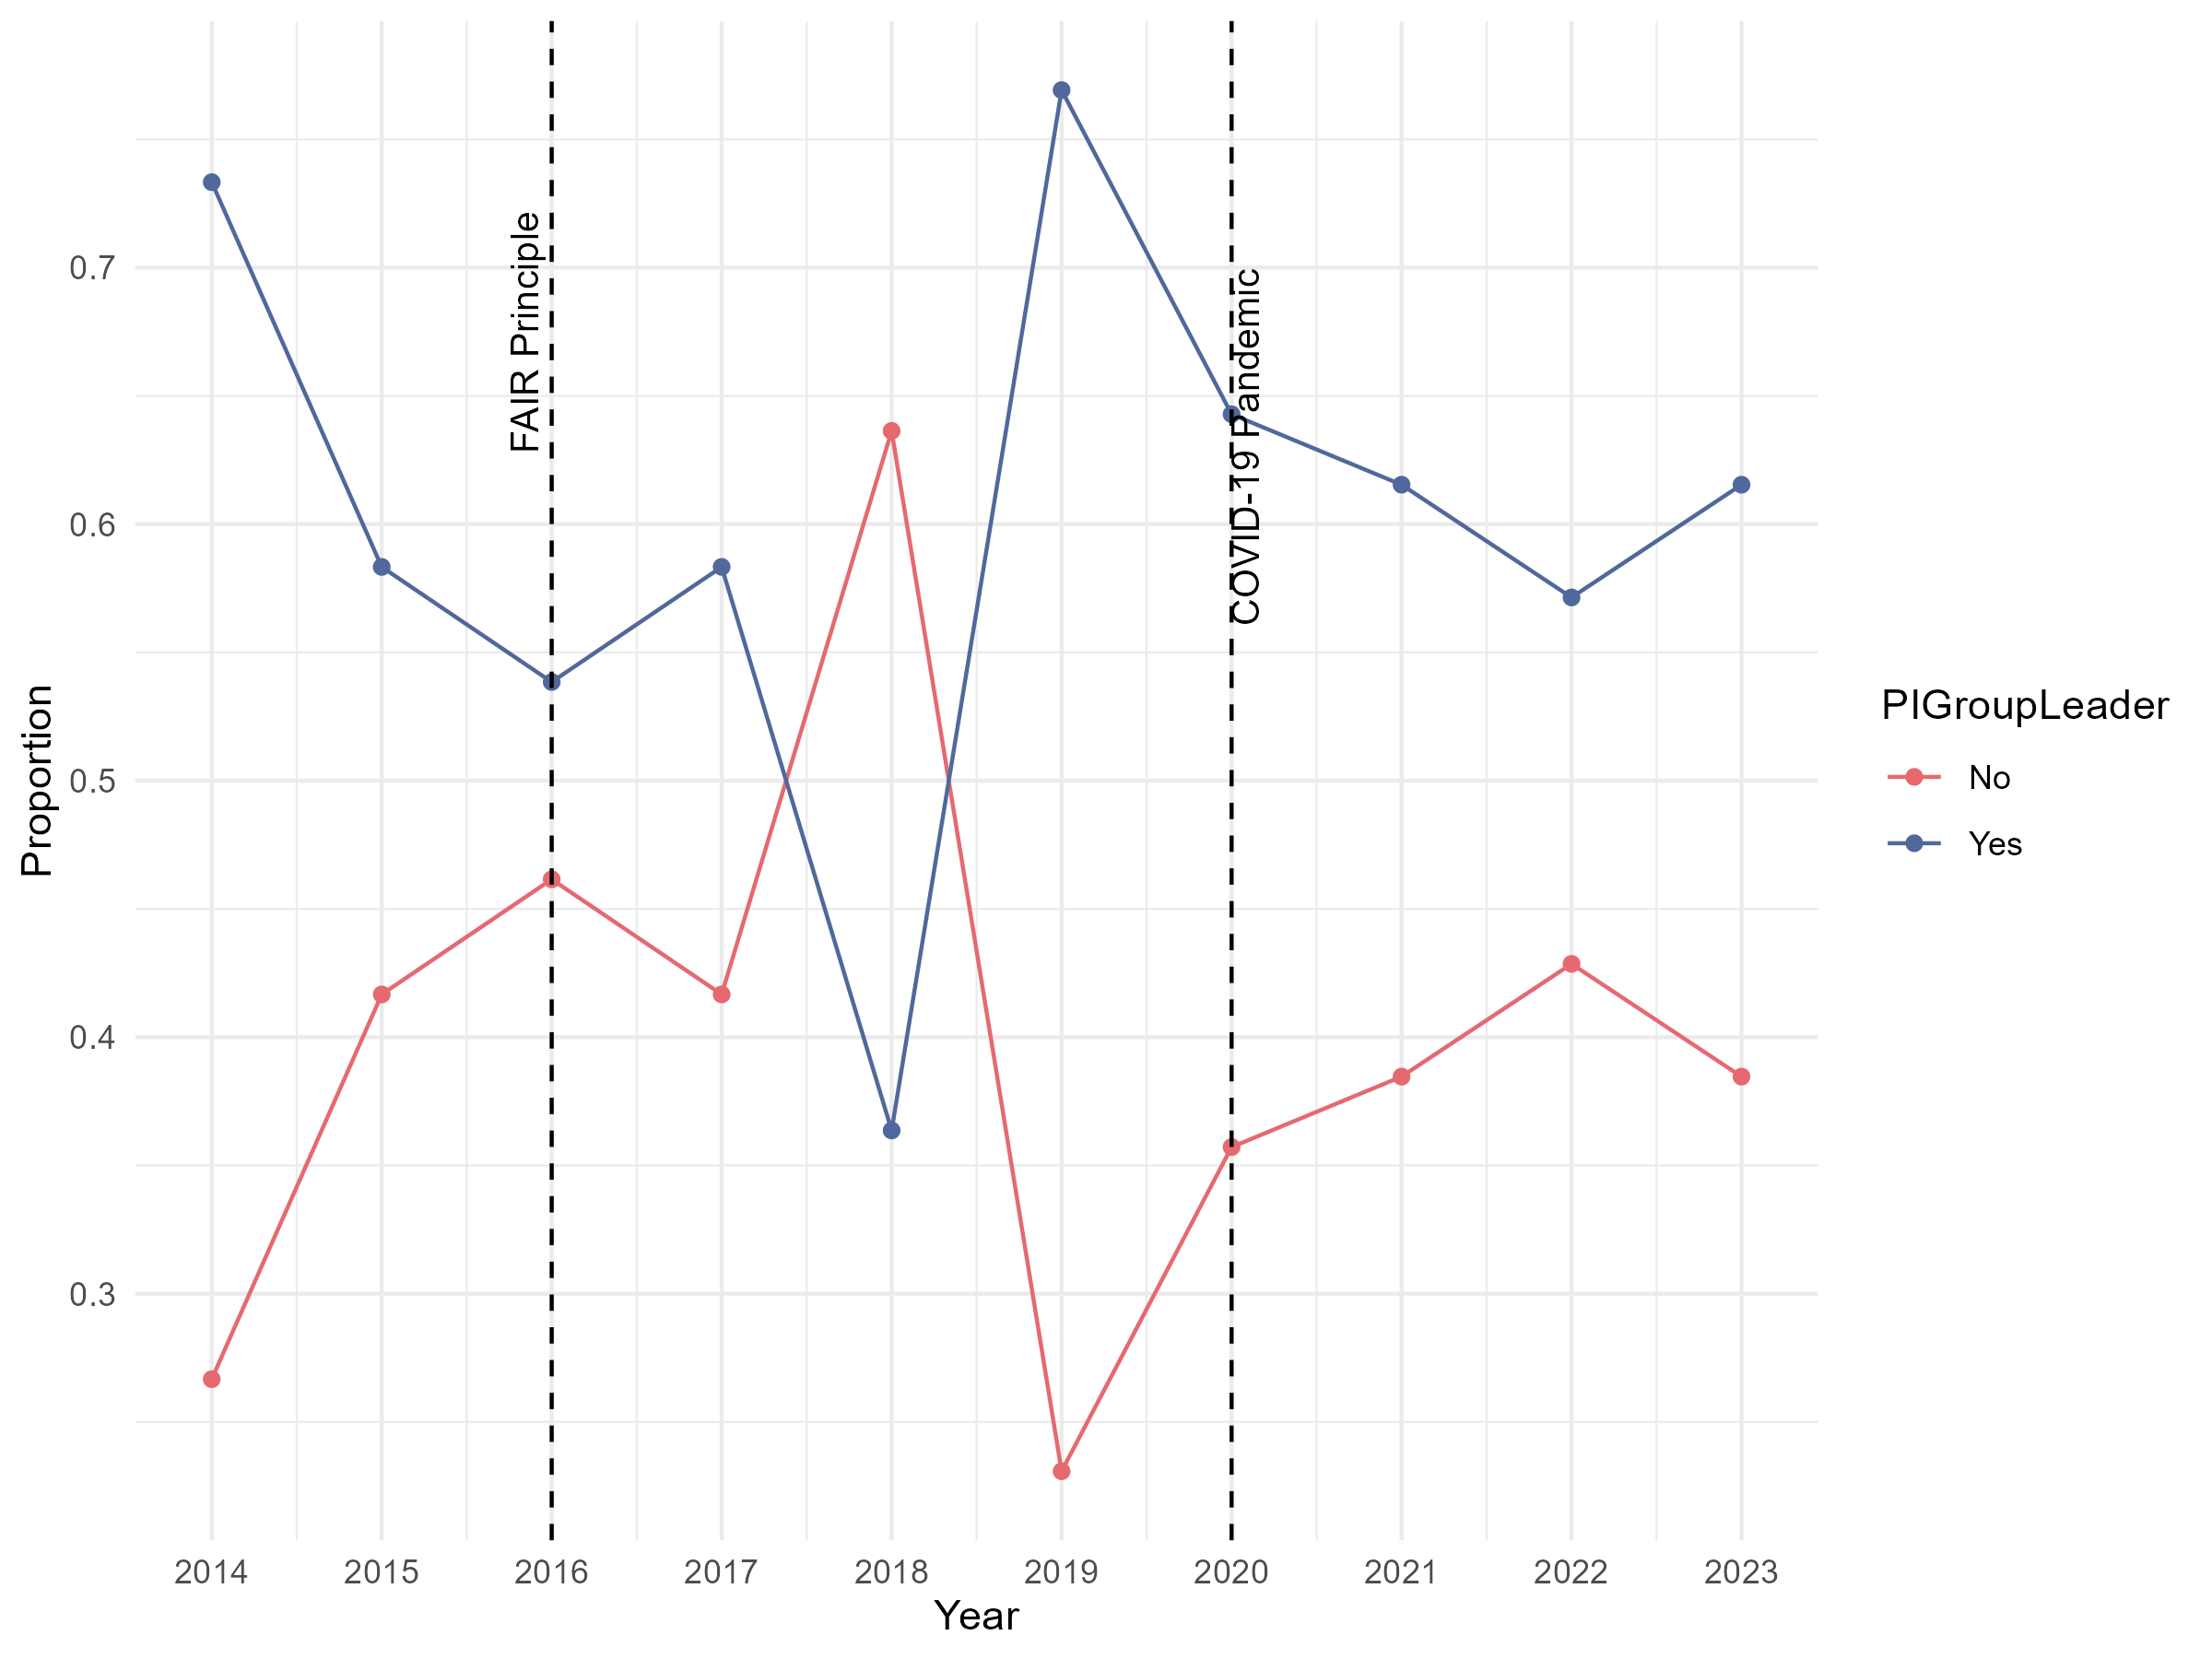 FAIR Principle
COVID-19 Pandemic
0.7
0.6
0.5
0.4
0.3
Proportion
2014 2015 2016 2017 2018 2019 2020 2021 2022 2023
Year
PIGroupLeader
No
Yes